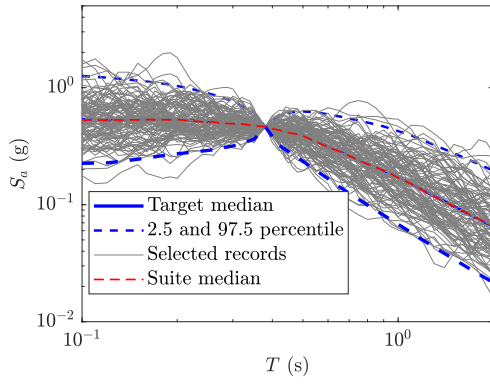 10^0
10^-1
10^-2
S_a (g)
Target median
2.5 and 97.5 percentile
Selected records
Suite median
10^-1
10^0
T (s)